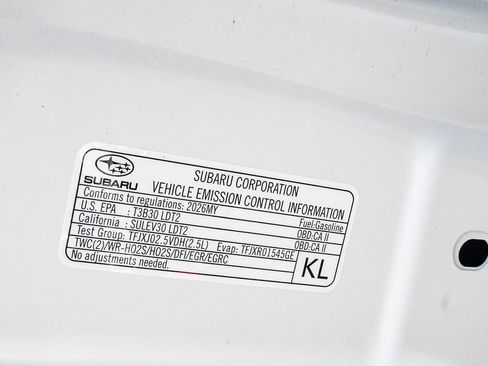 SUBARU
SUBARU CORPORATION
VEHICLE EMISSION CONTROL INFORMATION
Conforms to regulations: 2026MY
Fuel:Gasoline
U.S. EPA : T3B30 LDT2
OBD:CA II
California : SULEV30 LDT2
OBD:CA II
Test Group: TFJXJ02.5VDH(2.5L) Evap: TFJXR01545GE
TWC(2)/WR-HO2S/HO2S/DFI/EGR/EGRC
No adjustments needed.
KL